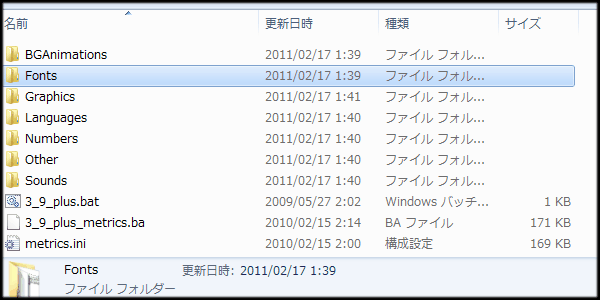 名前 更新日時 種類 サイズ
BGAnimations 2011/02/17 1:39 ファイル フォル...
Fonts 2011/02/17 1:39 ファイル フォル...
Graphics 2011/02/17 1:41 ファイル フォル...
Languages 2011/02/17 1:40 ファイル フォル...
Numbers 2011/02/17 1:40 ファイル フォル...
Other 2011/02/17 1:40 ファイル フォル...
Sounds 2011/02/17 1:40 ファイル フォル...
3_9_plus.bat 2009/05/27 2:02 Windows バッチ... 1 KB
3_9_plus_metrics.ba 2010/02/15 2:14 BA ファイル 171 KB
metrics.ini 2010/02/15 2:00 構成設定 169 KB
Fonts 更新日時: 2011/02/17 1:39
ファイル フォルダー